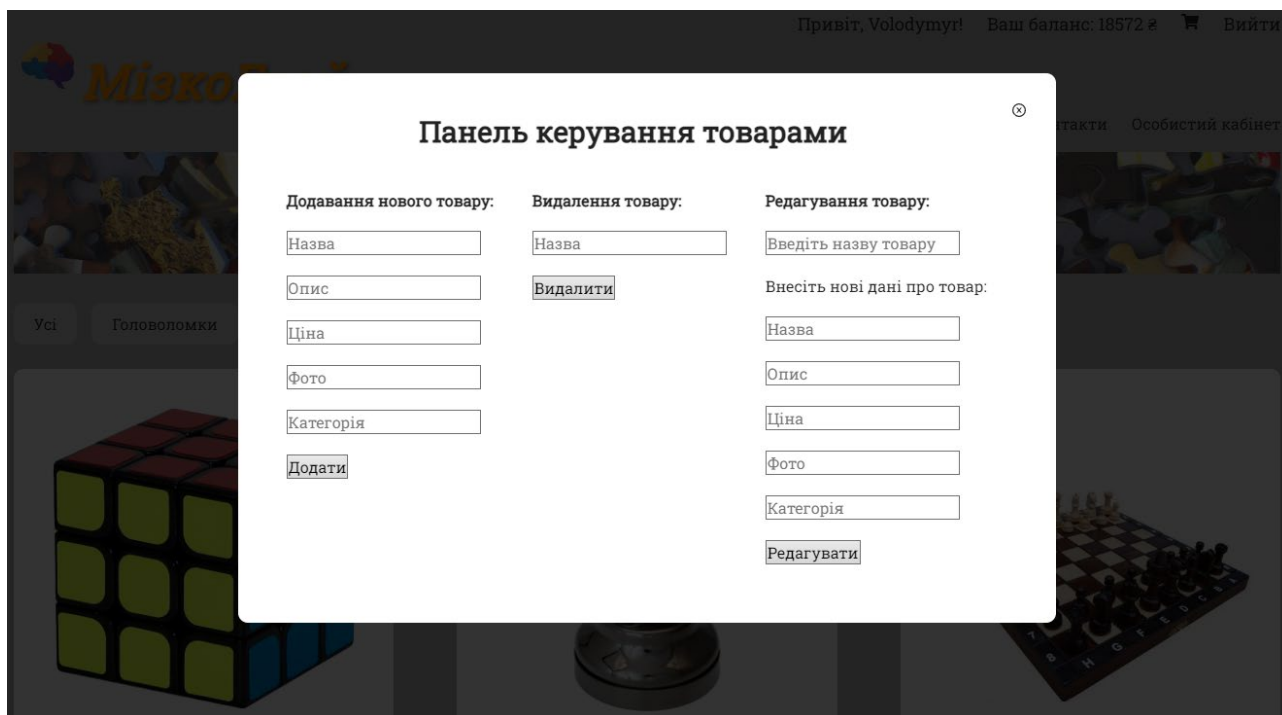 Привіт, Volodymyr! Ваш баланс: 18572 ₴ Вийти
Особистий кабінет
Панель керування товарами
Додавання нового товару:
Назва
Опис
Ціна
Фото
Категорія
Додати
Видалення товару:
Назва
Видалити
Редагування товару:
Введіть назву товару
Внесіть нові дані про товар:
Назва
Опис
Ціна
Фото
Категорія
Редагувати
Усі
Головоломки